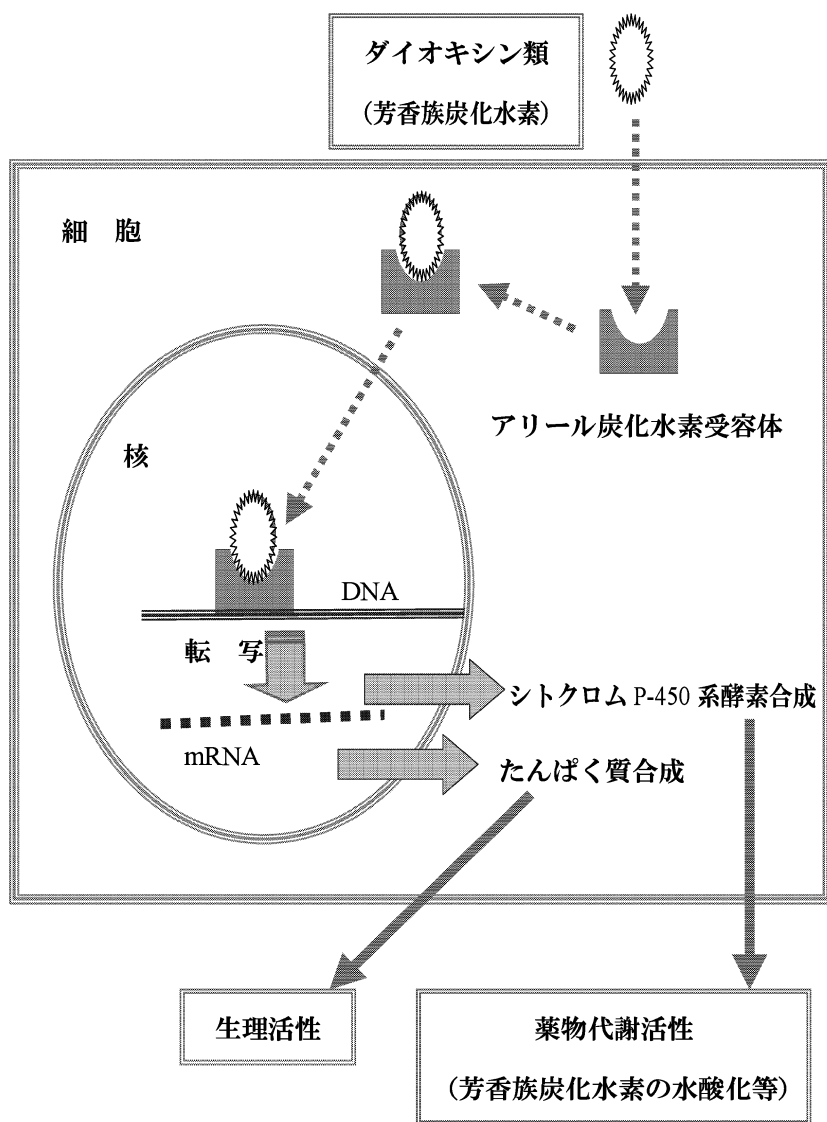 ダイオキシン類
（芳香族炭化水素）
細　胞
アリール炭化水素受容体
核
DNA
転　写
シトクロム P-450 系酵素合成
mRNA
たんぱく質合成
生理活性
薬物代謝活性
（芳香族炭化水素の水酸化等）